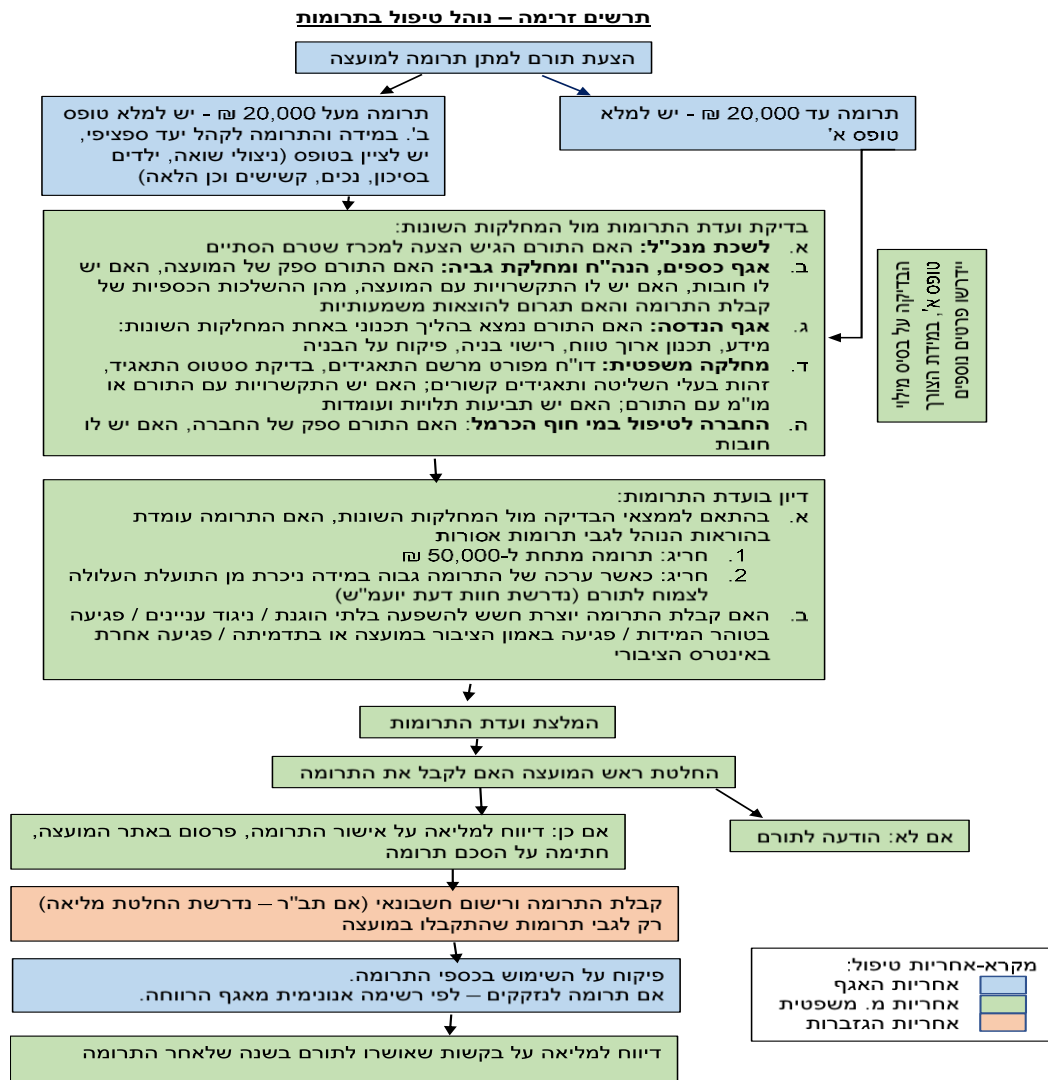 תרשים זרימה – נוהל טיפול בתרומות
הצעת תורם למתן תרומה למועצה
תרומה עד 20,000 ₪ - יש למלא
טופס א'
תרומה מעל 20,000 ₪ - יש למלא טופס
ב'. במידה והתרומה לקהל יעד ספציפי,
יש לציין בטופס (ניצולי שואה, ילדים
בסיכון, נכים, קשישים וכן הלאה)
הבדיקה על בסיס מילוי
טופס א', במידת הצורך
יידרשו פרטים נוספים
בדיקת ועדת התרומות מול המחלקות השונות:
א. לשכת מנכ"ל: האם התורם הגיש הצעה למכרז שטרם הסתיים
ב. אגף כספים, הנה"ח ומחלקת גביה: האם התורם ספק של המועצה, האם יש
לו חובות, האם יש לו התקשרויות עם המועצה, מהן ההשלכות הכספיות של
קבלת התרומה והאם תגרום להוצאות משמעותיות
ג. אגף הנדסה: האם התורם נמצא בהליך תכנוני באחת המחלקות השונות:
מידע, תכנון ארוך טווח, רישוי בניה, פיקוח על הבניה
ד. מחלקה משפטית: דו"ח מפורט מרשם התאגידים, בדיקת סטטוס התאגיד,
זהות בעלי השליטה ותאגידים קשורים; האם יש התקשרויות עם התורם או
מו"מ עם התורם; האם יש תביעות תלויות ועומדות
ה. החברה לטיפול במי חוף הכרמל: האם התורם ספק של החברה, האם יש לו
חובות
דיון בועדת התרומות:
א. בהתאם לממצאי הבדיקה מול המחלקות השונות, האם התרומה עומדת
בהוראות הנוהל לגבי תרומות אסורות
1. חריג: תרומה מתחת ל-50,000 ₪
2. חריג: כאשר ערכה של התרומה גבוה במידה ניכרת מן התועלת העלולה
לצמוח לתורם (נדרשת חוות דעת יועמ"ש)
ב. האם קבלת התרומה יוצרת חשש להשפעה בלתי הוגנת / ניגוד עניינים / פגיעה
בטוהר המידות / פגיעה באמון הציבור במועצה או בתדמיתה / פגיעה אחרת
באינטרס הציבורי
המלצת ועדת התרומות
החלטת ראש המועצה האם לקבל את התרומה
אם לא: הודעה לתורם
אם כן: דיווח למליאה על אישור התרומה, פרסום באתר המועצה,
חתימה על הסכם תרומה
קבלת התרומה ורישום חשבונאי (אם תב"ר – נדרשת החלטת מליאה)
רק לגבי תרומות שהתקבלו במועצה
פיקוח על השימוש בכספי התרומה.
אם תרומה לנזקקים – לפי רשימה אנונימית מאגף הרווחה.
דיווח למליאה על בקשות שאושרו לתורם בשנה שלאחר התרומה
מקרא-אחריות טיפול:
אחריות האגף
אחריות מ. משפטית
אחריות הגזברות